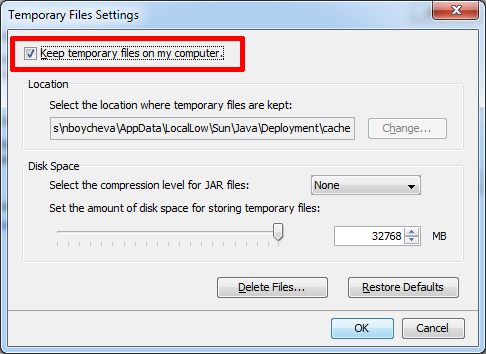 Temporary Files Settings
Keep temporary files on my computer.
Location
Select the location where temporary files are kept:
s\nboycheva\AppData\LocalLow\Sun\Java\Deployment\cache
Change...
Disk Space
Select the compression level for JAR files:
None
Set the amount of disk space for storing temporary files:
32768 MB
Delete Files...
Restore Defaults
OK
Cancel